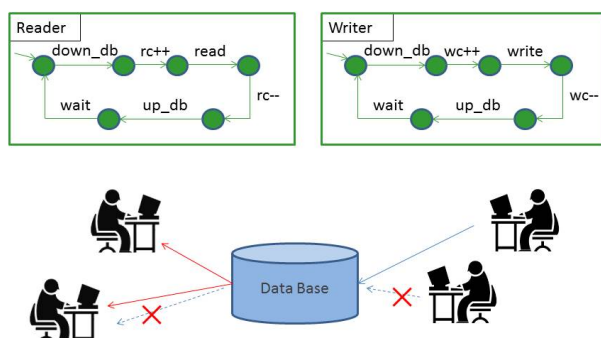 Reader
down_db rc++ read
rc--
wait up_db
Writer
down_db wc++ write
wc--
wait up_db
Data Base